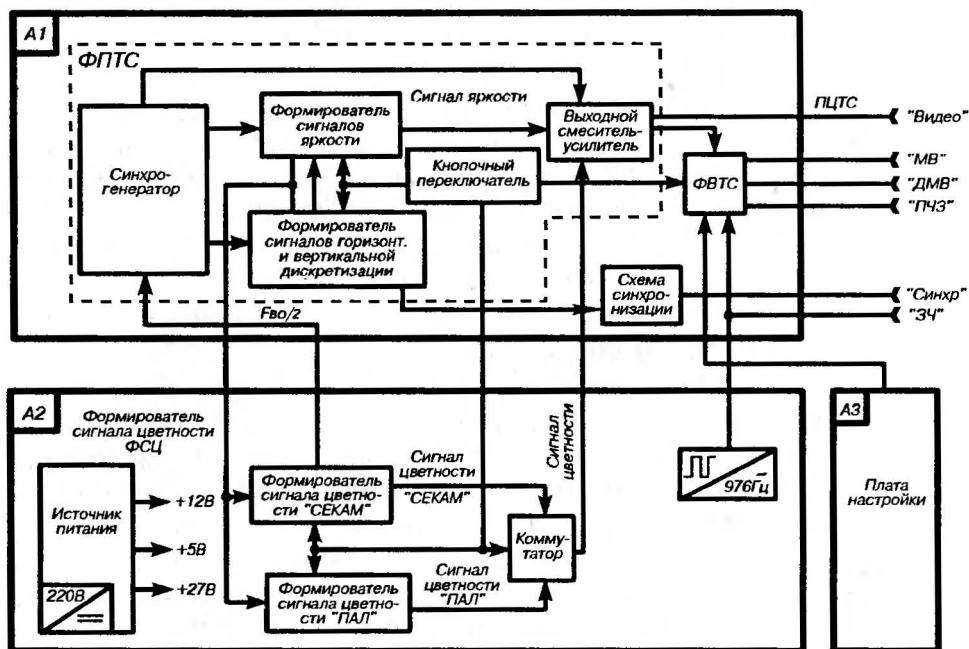 А1
ФПТС
Синхро-
генератор
Формирователь
сигналов
яркости
Сигнал яркости
Выходной
смеситель-
усилитель
ПЦТС
"Видео"
Кнопочный
переключатель
ФВТС
"МВ"
"ДМВ"
"ПЧЗ"
Формирователь
сигналов горизонт.
и вертикальной
дискретизации
Схема
синхро-
низации
"Синхр"
"ЗЧ"
Fво/2
А2
Формирователь
сигнала цветности
ФСЦ
Источник
питания
+12В
+5В
+27В
220В
Формирователь
сигнала цветно-
сти "СЕКАМ"
Сигнал
цветности
"СЕКАМ"
Сигнал
цветности
Комму-
татор
Формирователь
сигнала цветно-
сти "ПАЛ"
Сигнал
цветности
"ПАЛ"
976Гц
А3
Плата
настройки